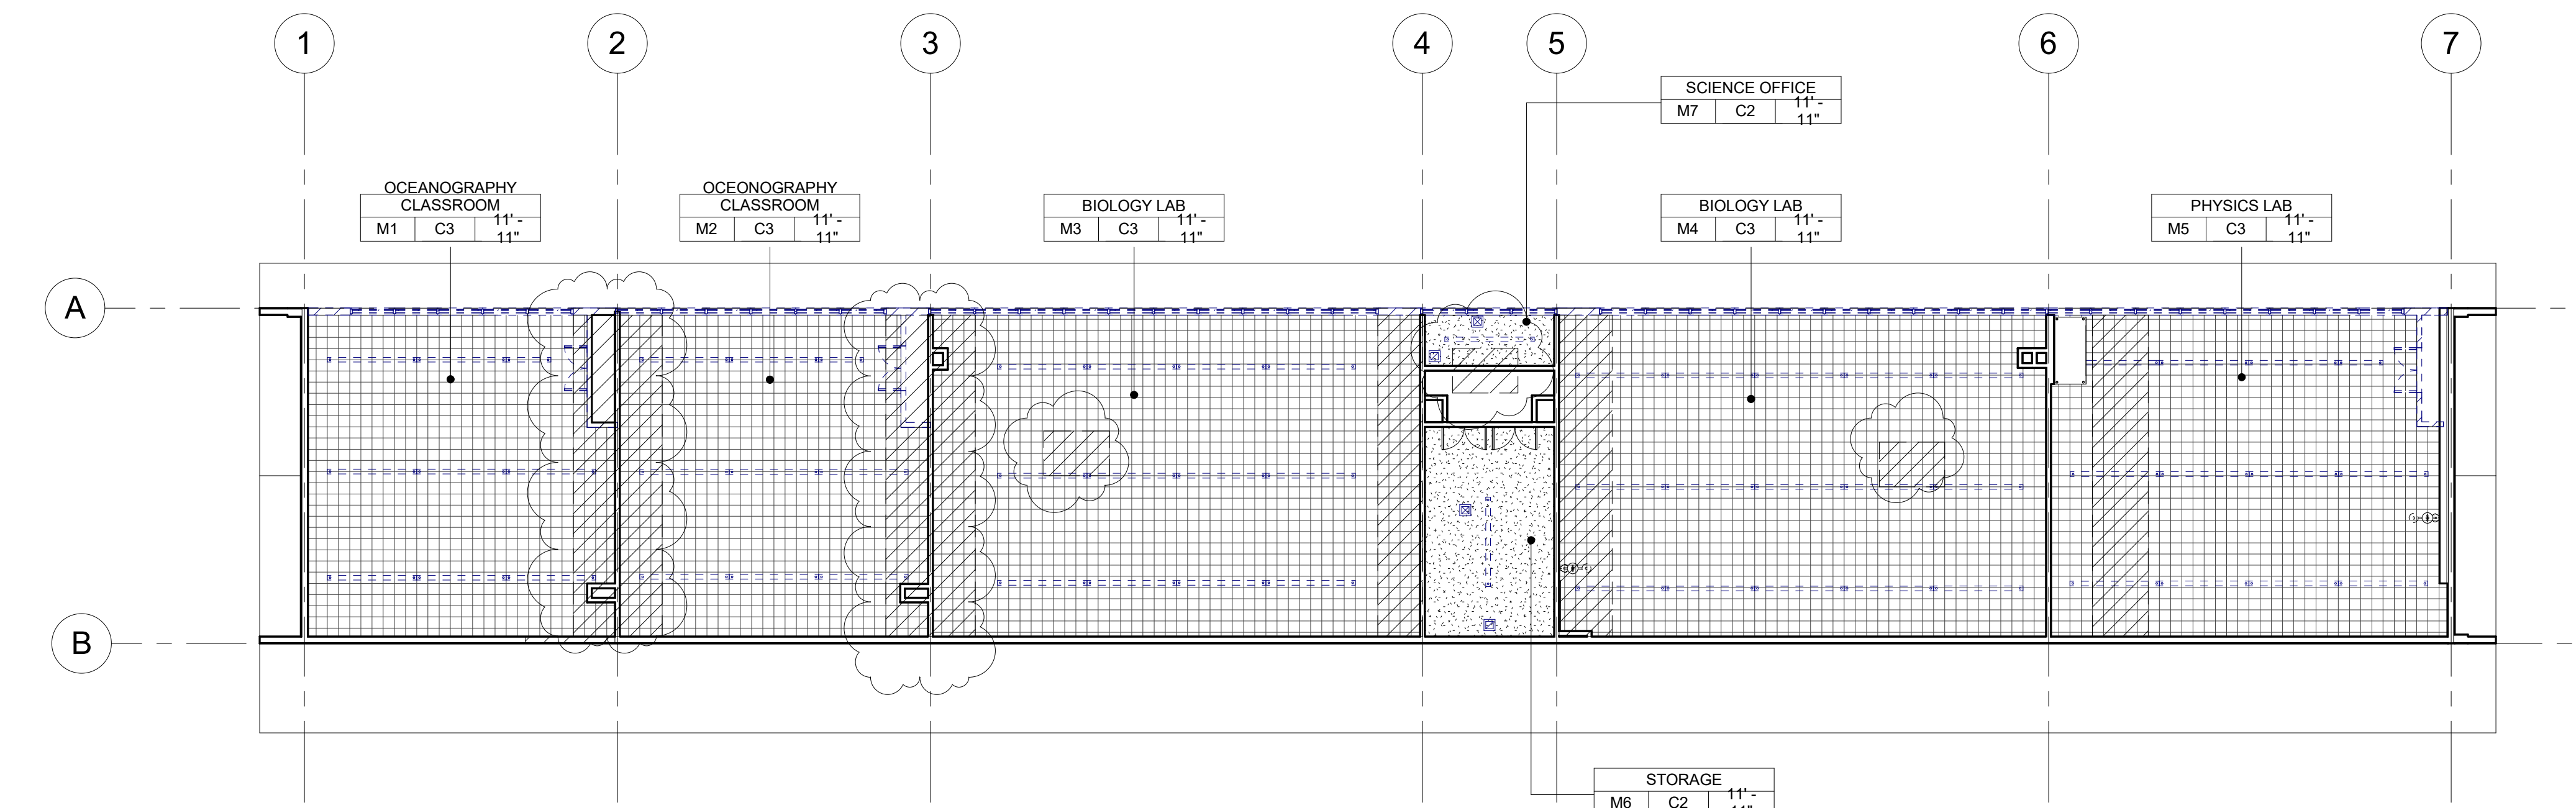 1 2 3 4 5 6 7
SCIENCE OFFICE
M7 C2 11' -
11"
OCEANOGRAPHY
CLASSROOM
M1 C3 11' -
11"
OCEONOGRAPHY
CLASSROOM
M2 C3 11' -
11"
BIOLOGY LAB
M3 C3 11' -
11"
BIOLOGY LAB
M4 C3 11' -
11"
PHYSICS LAB
M5 C3 11' -
11"
A
B
STORAGE
M6 C2 11' -
11"